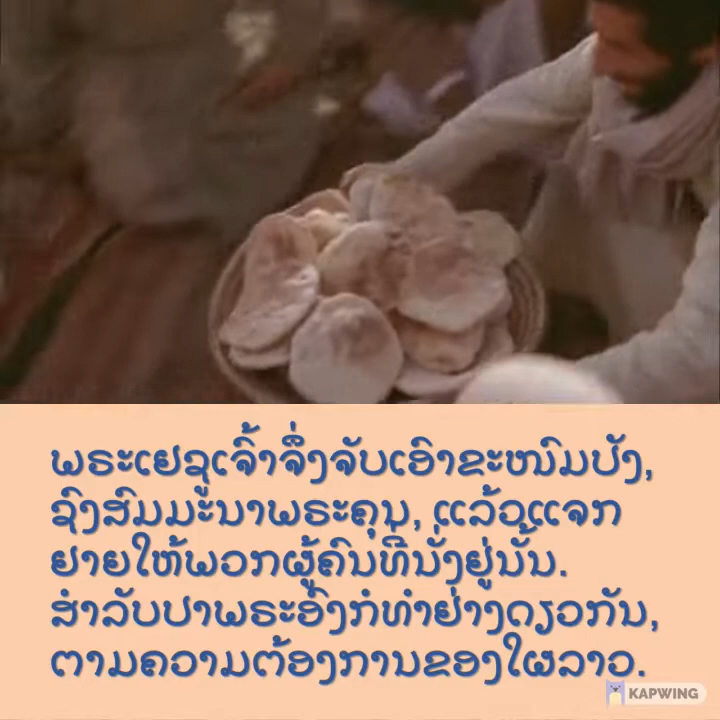 ພຣະເຢຊູເຈົ້າຈຶ່ງຈັບເອົາຂະໜົມປັງ,
ຊົງສົມມະນາພຣະຄຸນ, ແລ້ວແຈກ
ຢາຍໃຫ້ພວກຜູ້ຄົນທີ່ນັ່ງຢູ່ນັ້ນ.
ສຳລັບປາພຣະອົງກໍທຳຢ່າງດຽວກັນ,
ຕາມຄວາມຕ້ອງການຂອງໃຜລາວ.
KAPWING